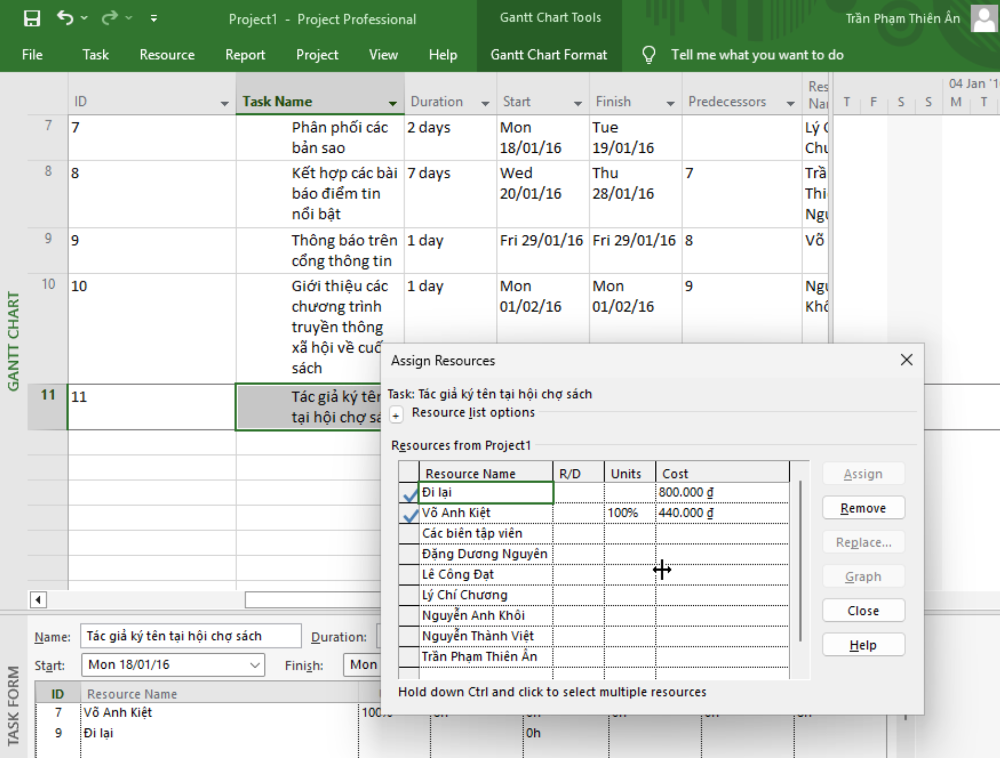 Project1 - Project Professional
Gantt Chart Tools
Trần Phạm Thiên Ân
File Task Resource Report Project View Help Gantt Chart Format Tell me what you want to do
04 Jan '1
ID Task Name Duration Start Finish Predecessors T F S S M T
7 7 Phân phối các bản sao 2 days Mon 18/01/16 Tue 19/01/16 Lý
8 8 Kết hợp các bài báo điểm tin nổi bật 7 days Wed 20/01/16 Thu 28/01/16 7
9 9 Thông báo trên cổng thông tin 1 day Fri 29/01/16 Fri 29/01/16 8 Võ
10 10 Giới thiệu các chương trình truyền thông xã hội về cuố sách 1 day Mon 01/02/16 Mon 01/02/16 9
11 11 Tác giả ký tên tại hội chợ
GANTT CHART
Assign Resources
Task: Tác giả ký tên tại hội chợ sách
+ Resource list options
Resources from Project1
Resource Name R/D Units Cost
Đi lại 800.000 ₫
Võ Anh Kiệt 100% 440.000 ₫
Các biên tập viên
Đặng Dương Nguyên
Lê Công Đạt
Lý Chí Chương
Nguyễn Anh Khôi
Nguyễn Thành Việt
Trần Phạm Thiên Ân
Assign
Remove
Replace...
Graph
Close
Help
Hold down Ctrl and click to select multiple resources
Name: Tác giả ký tên tại hội chợ sách Duration:
Start: Mon 18/01/16 Finish: Mon
ID Resource Name
7 Võ Anh Kiệt
9 Đi lại 0h
TASK FORM